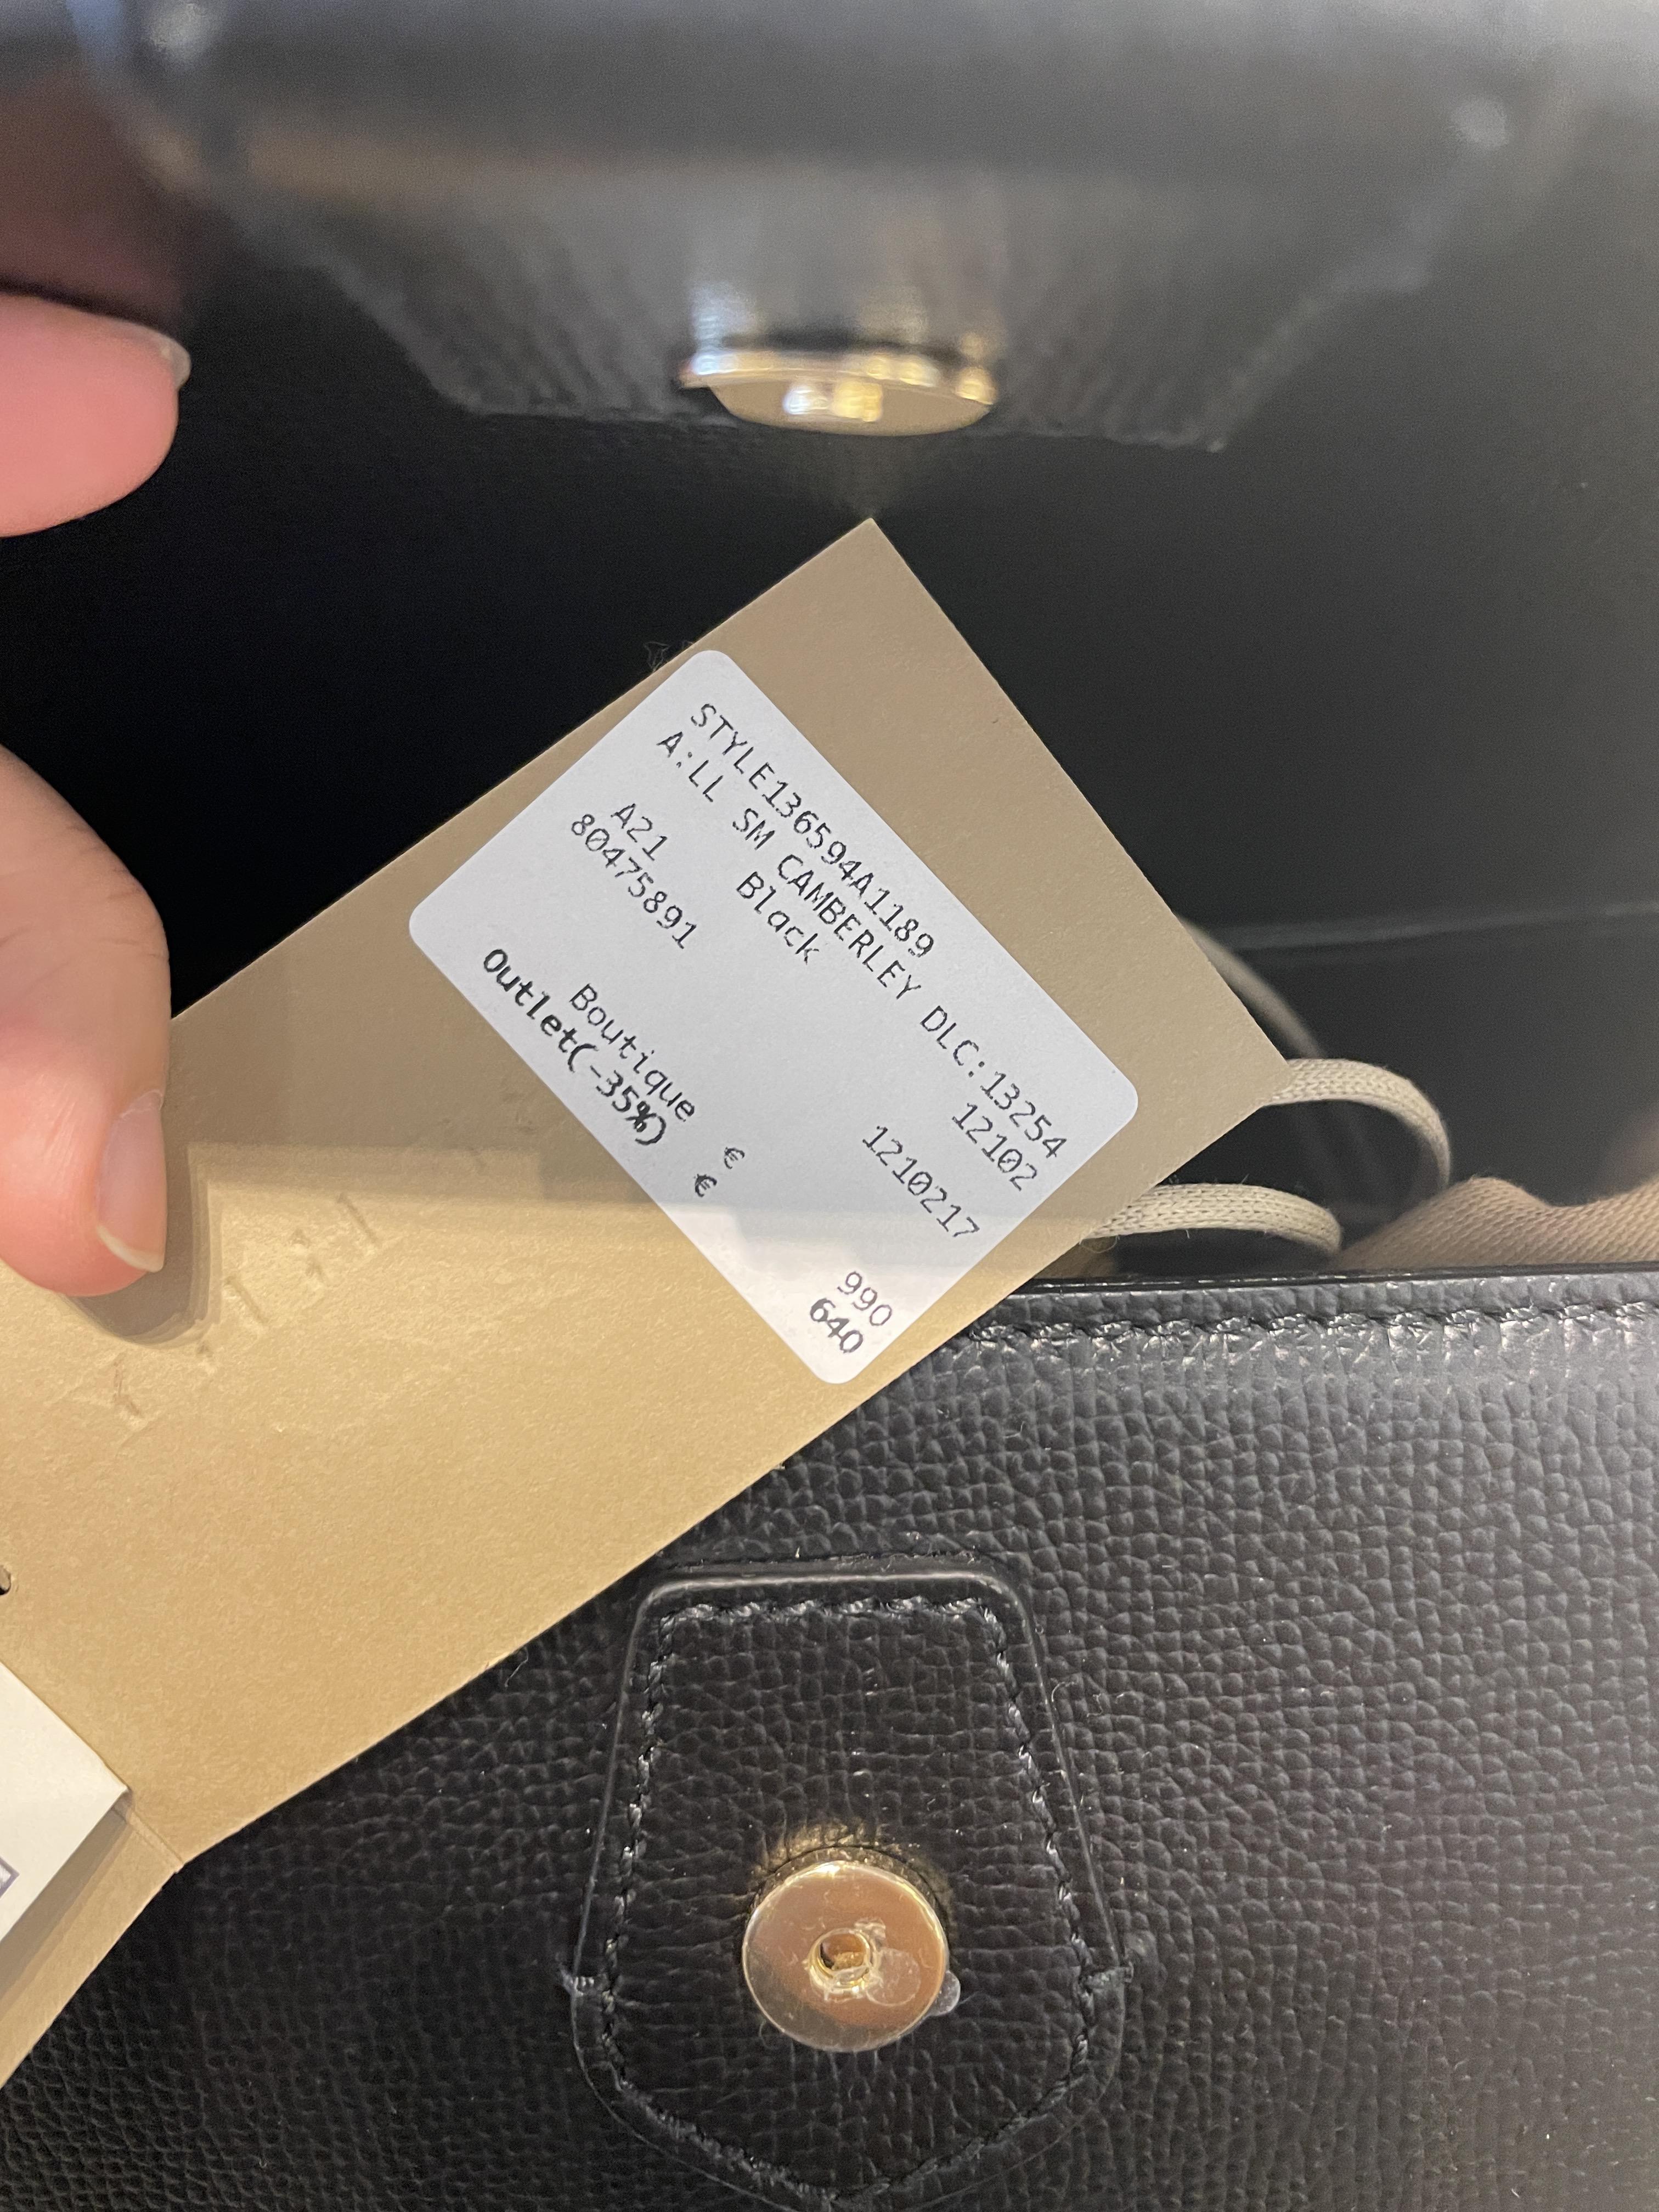 STYLE136594A1189
A:LL SM CAMBERLEY DLC:13254
Black 12102
A21
80475891 1210217
Boutique € 990
Outlet(-35%) € 640